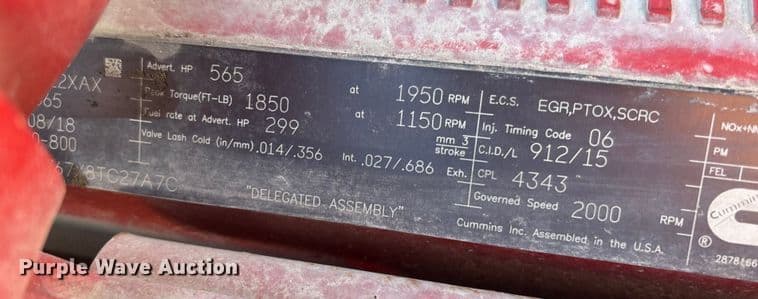 Advert. HP 565 at 1950 RPM
Peak Torque(FT-LB) 1850 at 1150 RPM
Fuel rate at Advert. HP 299 mm 3 stroke
Valve Lash Cold (in/mm) .014/.356 Int. .027/.686 Exh.
2XAX
08/18
-800
8TC27A7C
E.C.S. EGR,PTOX,SCRC
Inj. Timing Code 06
C.I.D./L 912/15
CPL 4343
Governed Speed 2000 RPM
"DELEGATED ASSEMBLY"
Cummins Inc. Assembled in the U.S.A.
PM
FEL
®
Purple Wave Auction